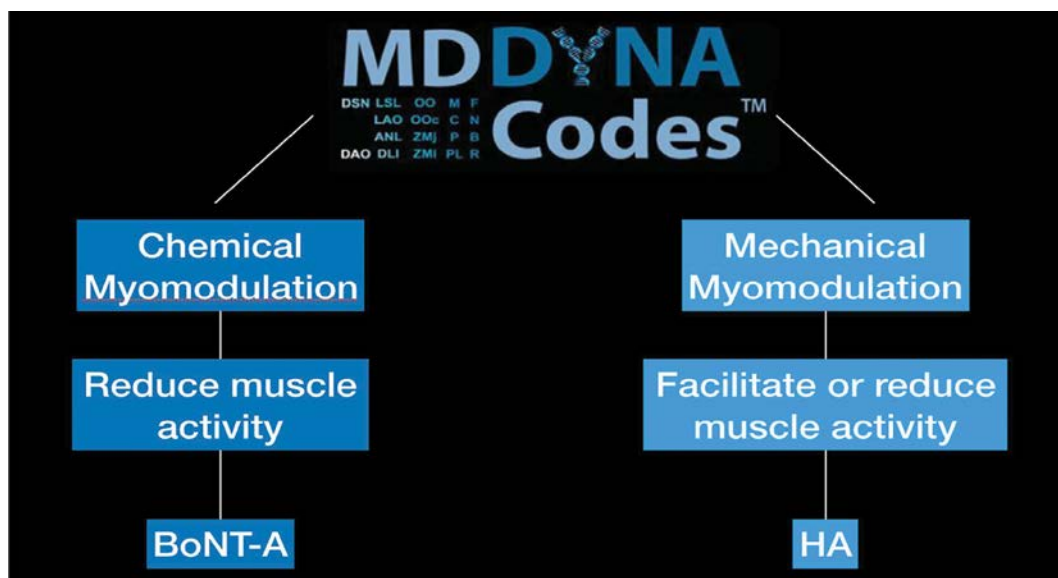 MD DYNA
Codes™
DSN LSL OO M F
LAO OOc C N
ANL ZMj P B
DAO DLI ZMI PL R
Chemical
Myomodulation
Mechanical
Myomodulation
Reduce muscle
activity
Facilitate or reduce
muscle activity
BoNT-A
HA